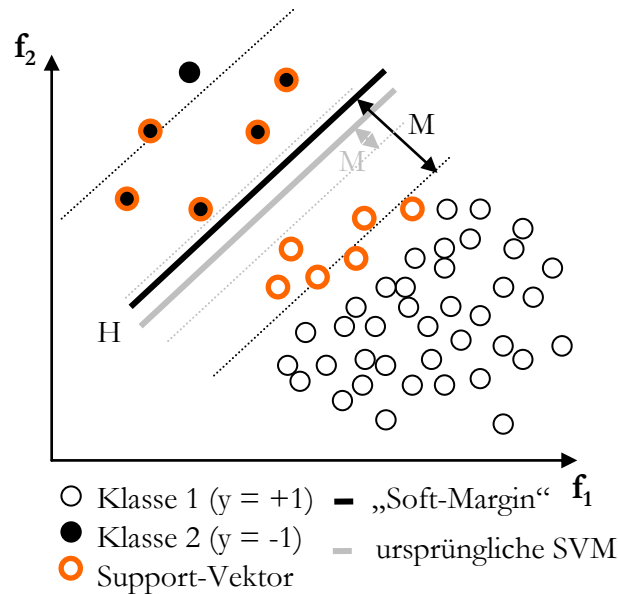 f2
M
M
H
f1
Klasse 1 (y = +1)
„Soft-Margin“
Klasse 2 (y = -1)
ursprüngliche SVM
Support-Vektor